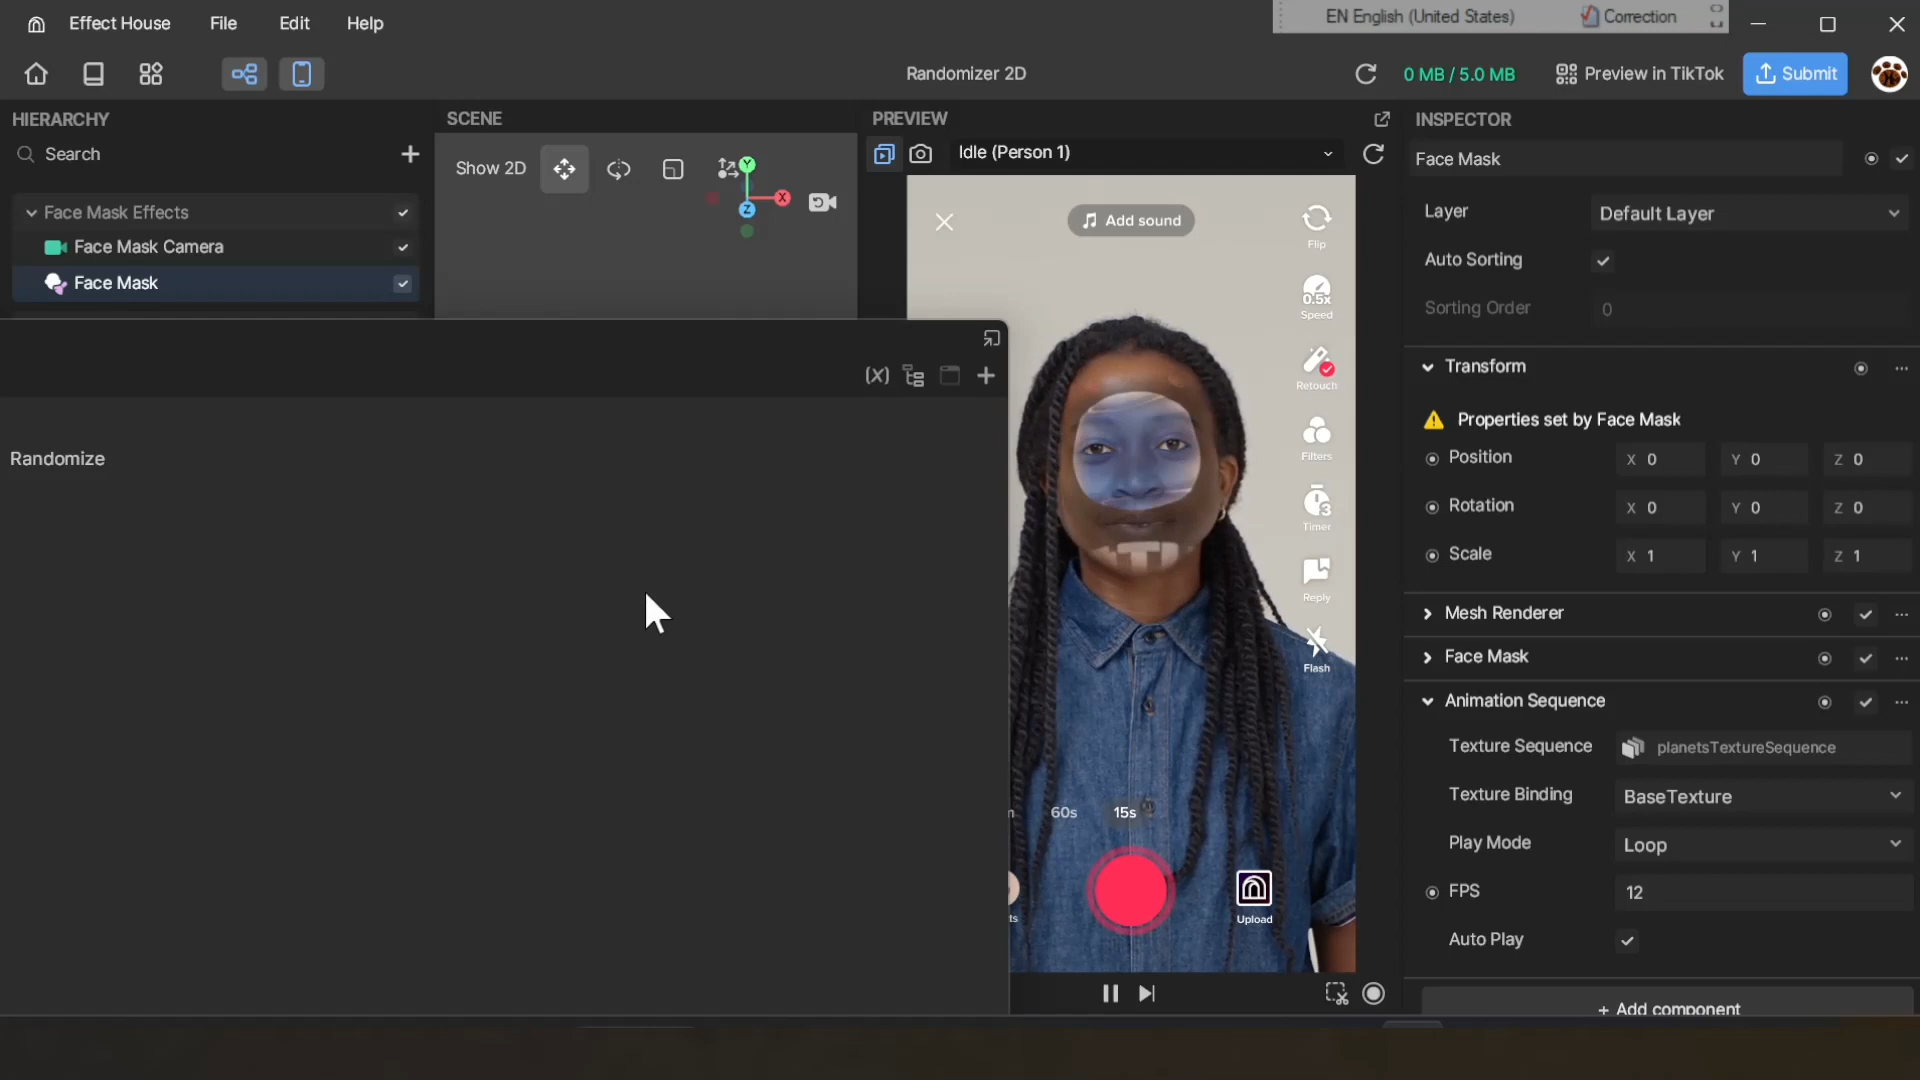 Effect House File Edit Help
EN English (United States) Correction
Randomizer 2D
0 MB / 5.0 MB
Preview in TikTok
Submit
HIERARCHY
Search
Face Mask Effects
Face Mask Camera
Face Mask
SCENE
Show 2D
Y
X
Z
PREVIEW
Idle (Person 1)
Add sound
Flip
0.5x
Speed
Retouch
Filters
3
Timer
Reply
Flash
60s 15s
Upload
Randomize
(X)
INSPECTOR
Face Mask
Layer Default Layer
Auto Sorting
Sorting Order 0
Transform
Properties set by Face Mask
Position X 0 Y 0 Z 0
Rotation X 0 Y 0 Z 0
Scale X 1 Y 1 Z 1
Mesh Renderer
Face Mask
Animation Sequence
Texture Sequence planetsTextureSequence
Texture Binding BaseTexture
Play Mode Loop
FPS 12
Auto Play
+ Add component